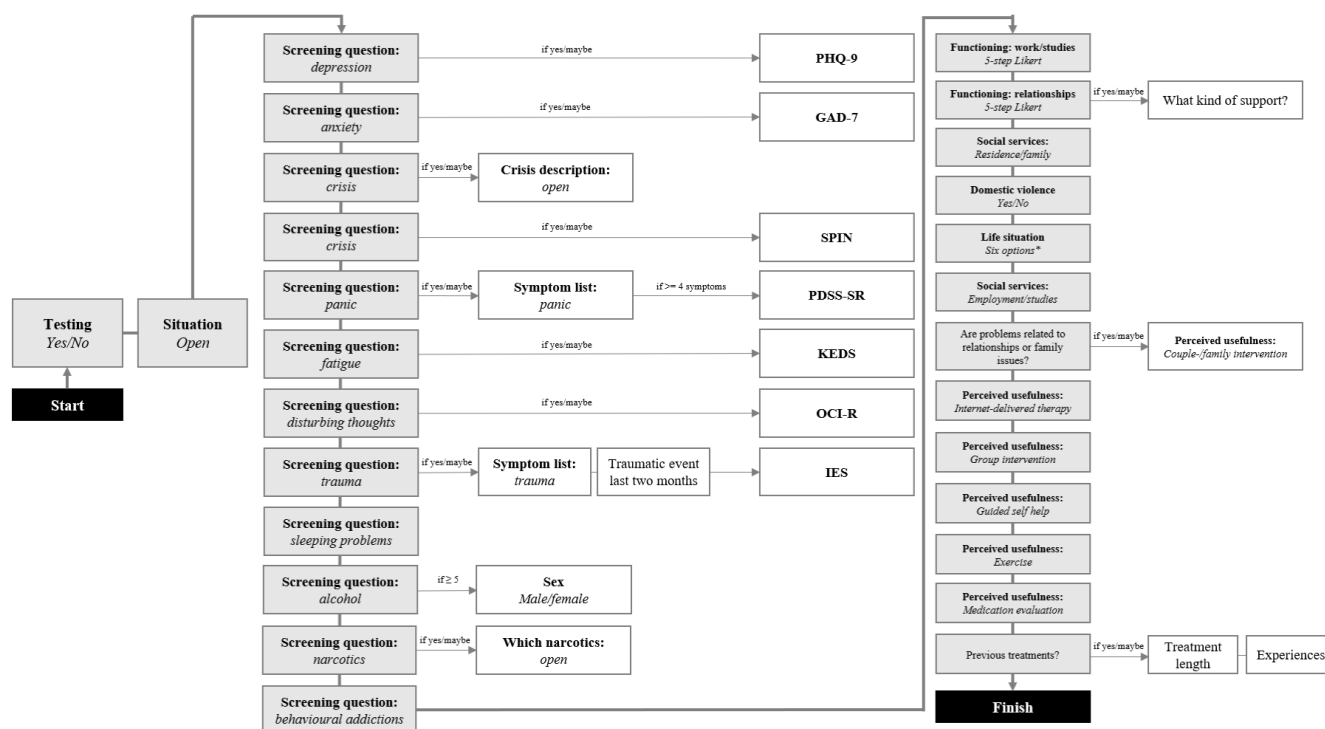 Testing
Yes/No
Start
Situation
Open
Screening question:
depression
if yes/maybe
PHQ-9
Screening question:
anxiety
if yes/maybe
GAD-7
Screening question:
crisis
if yes/maybe
Crisis description:
open
Screening question:
crisis
if yes/maybe
SPIN
Screening question:
panic
if yes/maybe
Symptom list:
panic
if >= 4 symptoms
PDSS-SR
Screening question:
fatigue
if yes/maybe
KEDS
Screening question:
disturbing thoughts
if yes/maybe
OCI-R
Screening question:
trauma
if yes/maybe
Symptom list:
trauma
Traumatic event
last two months
IES
Screening question:
sleeping problems
Screening question:
alcohol
if ≥ 5
Sex
Male/female
Screening question:
narcotics
if yes/maybe
Which narcotics:
open
Screening question:
behavioural addictions
Functioning: work/studies
5-step Likert
Functioning: relationships
5-step Likert
if yes/maybe
What kind of support?
Social services:
Residence/family
Domestic violence
Yes/No
Life situation
Six options*
Social services:
Employment/studies
Are problems related to
relationships or family
issues?
if yes/maybe
Perceived usefulness:
Couple-/family intervention
Perceived usefulness:
Internet-delivered therapy
Perceived usefulness:
Group intervention
Perceived usefulness:
Guided self help
Perceived usefulness:
Exercise
Perceived usefulness:
Medication evaluation
Previous treatments?
if yes/maybe
Treatment
length
Experiences
Finish